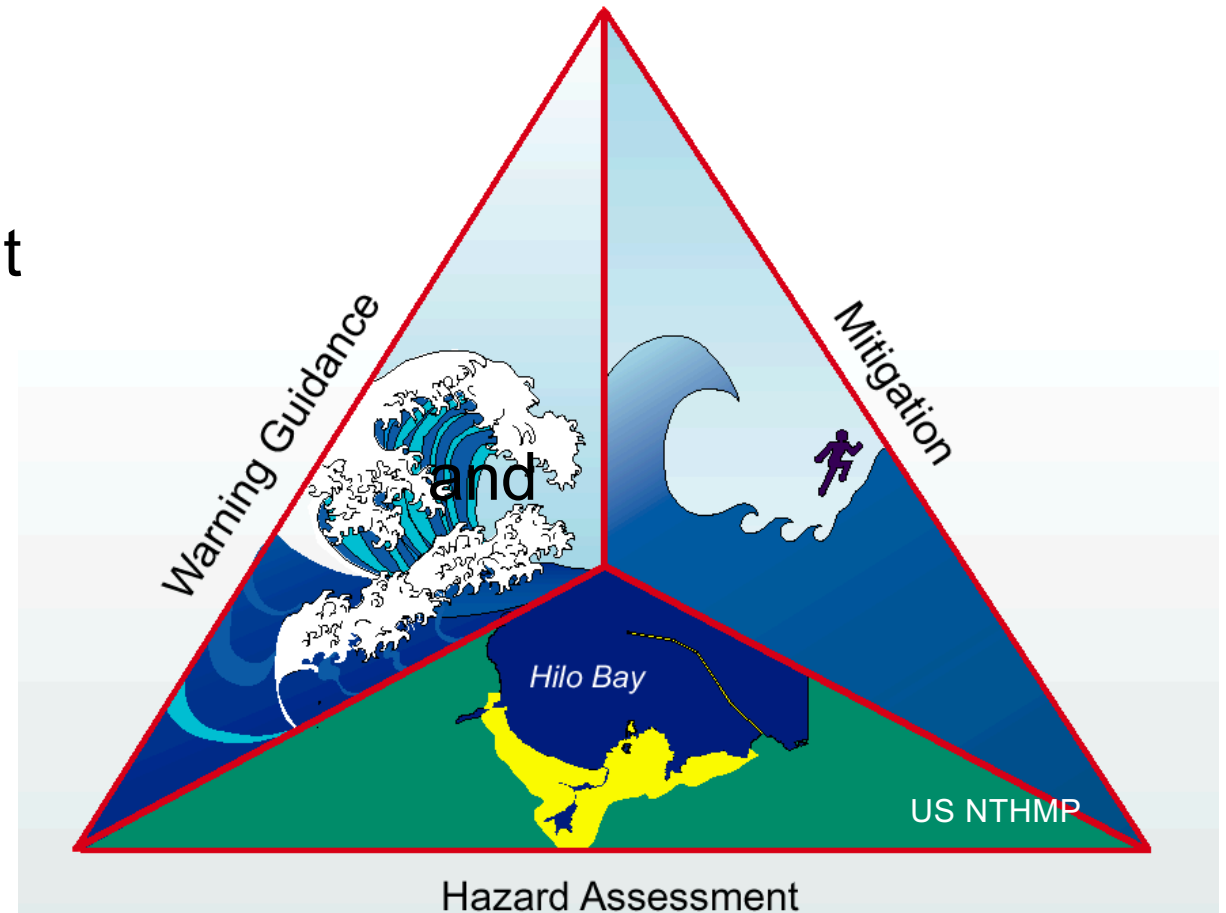 t
Warning Guidance
Mitigation
and
Hilo Bay
US NTHMP
Hazard Assessment